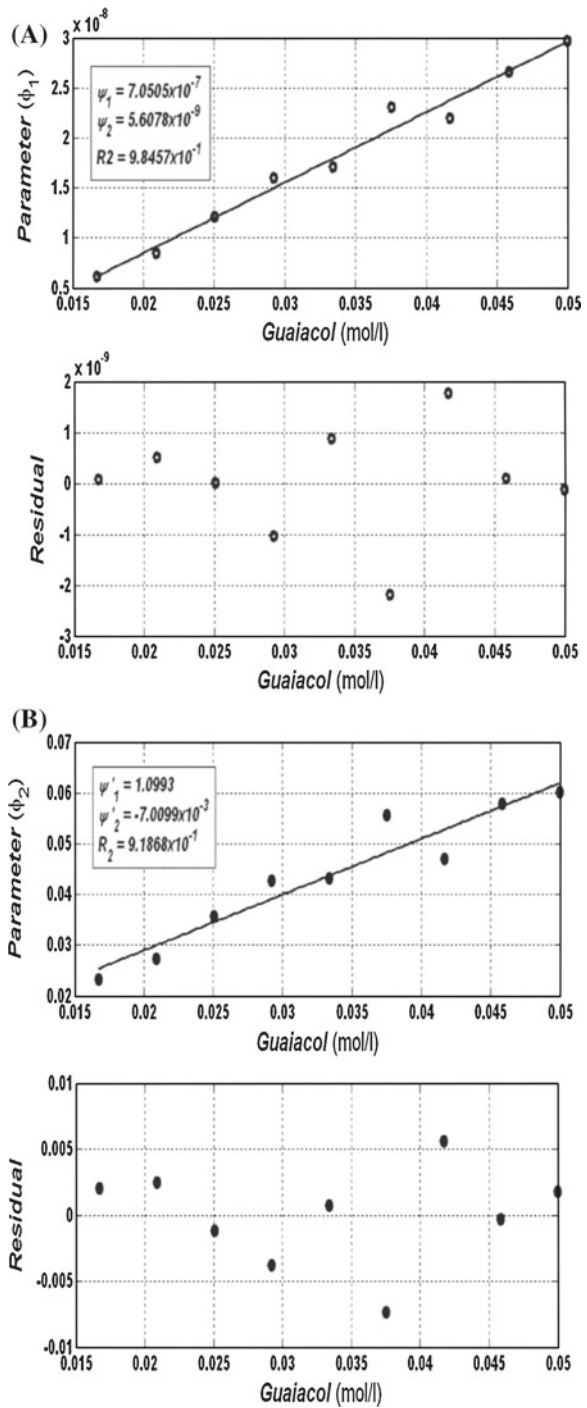 (A)
x 10⁻⁸
3
2.5
2
1.5
1
0.5
Parameter (ϕ₁)
ψ₁ = 7.0505x10⁻⁷
ψ₂ = 5.6078x10⁻⁹
R2 = 9.8457x10⁻¹
0.015 0.02 0.025 0.03 0.035 0.04 0.045 0.05
Guaiacol (mol/l)
x 10⁻⁹
2
1
0
-1
-2
-3
Residual
0.015 0.02 0.025 0.03 0.035 0.04 0.045 0.05
Guaiacol (mol/l)
(B)
0.07
0.06
0.05
0.04
0.03
0.02
Parameter (ϕ₂)
ψ'₁ = 1.0993
ψ'₂ = -7.0099x10⁻³
R₂ = 9.1868x10⁻¹
0.015 0.02 0.025 0.03 0.035 0.04 0.045 0.05
Guaiacol (mol/l)
0.01
0.005
0
-0.005
-0.01
Residual
0.015 0.02 0.025 0.03 0.035 0.04 0.045 0.05
Guaiacol (mol/l)